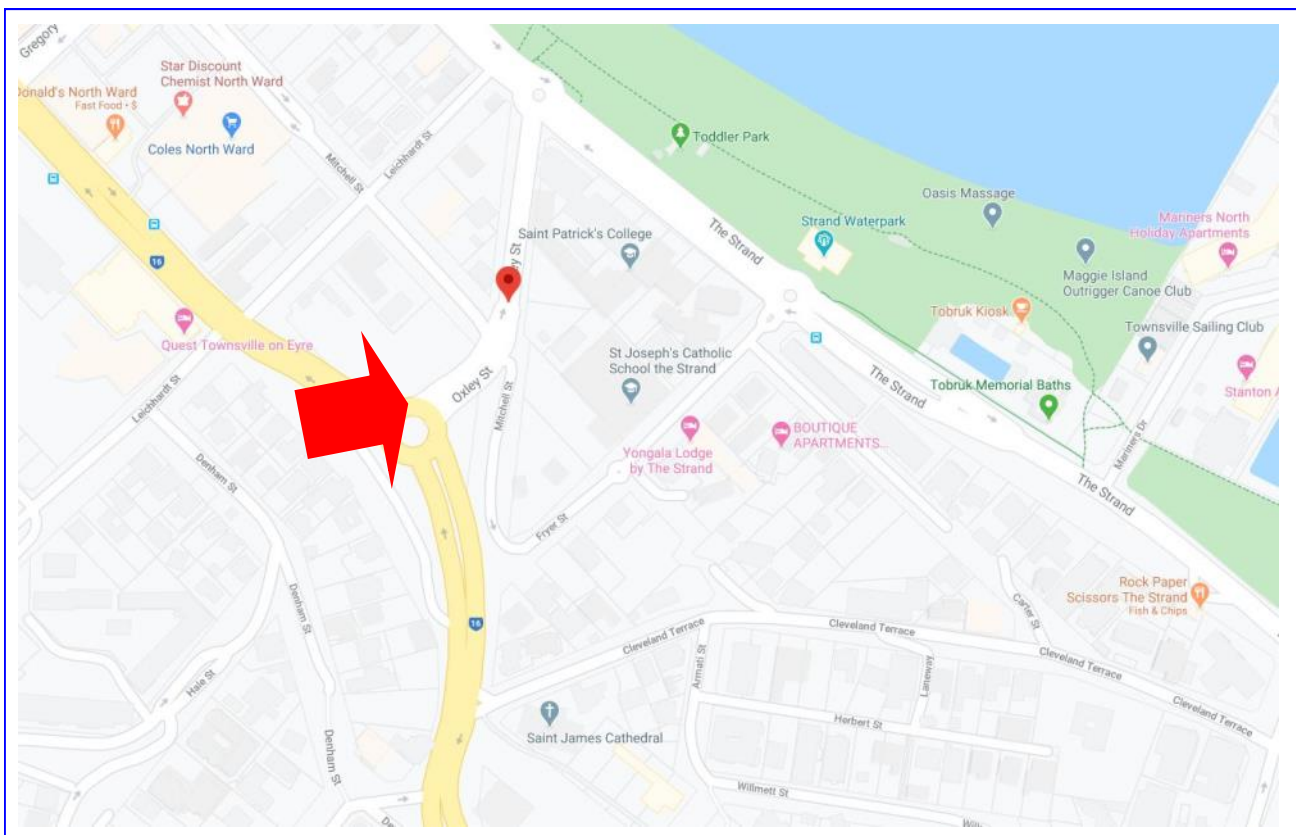 Gregory
Star Discount
Chemist North Ward
Donald's North Ward
Fast Food • $
Coles North Ward
Mitchell St
Leichhardt St
Toddler Park
Oasis Massage
Mariners North
Holiday Apartments
Strand Waterpark
The Strand
Saint Patrick's College
ey St
Maggie Island
Outrigger Canoe Club
16
Tobruk Kiosk
Townsville Sailing Club
Quest Townsville on Eyre
St Joseph's Catholic
School the Strand
The Strand
Tobruk Memorial Baths
Stanton A
Leichhardt St
Oxley St
Mitchell St
BOUTIQUE
APARTMENTS...
Yongala Lodge
by The Strand
Mariners Dr
The Strand
Denham St
Fryer St
Rock Paper
Scissors The Strand
Fish & Chips
Denham St
16
Carter St
Cleveland Terrace
Cleveland Terrace
Cleveland Terrace
Armati St
Laneway
Hale St
Cleveland Terrace
Herbert St
Saint James Cathedral
Denham St
Willmett St
Will